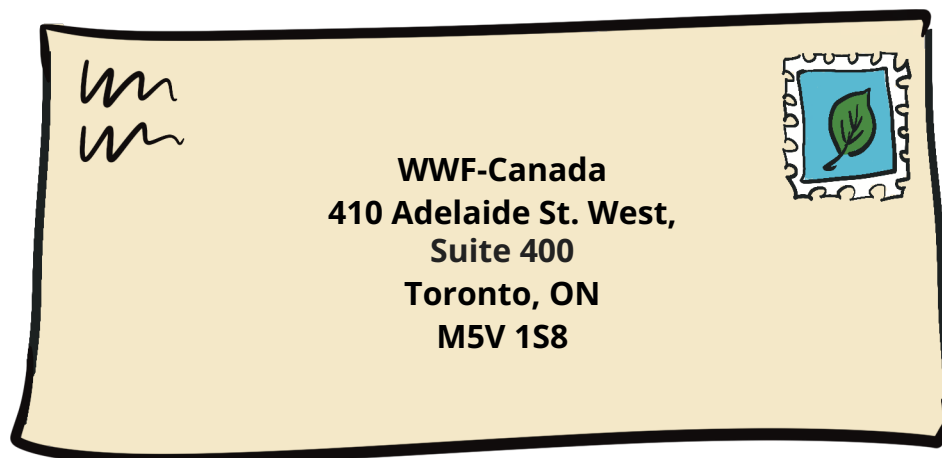 WWF-Canada
410 Adelaide St. West,
Suite 400
Toronto, ON
M5V 1S8